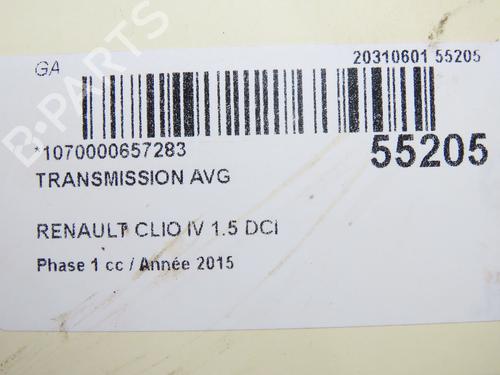 GA
20310601 55205
*1070000657283
55205
TRANSMISSION AVG
RENAULT CLIO IV 1.5 DCI
Phase 1 cc / Année 2015
B-PARTS